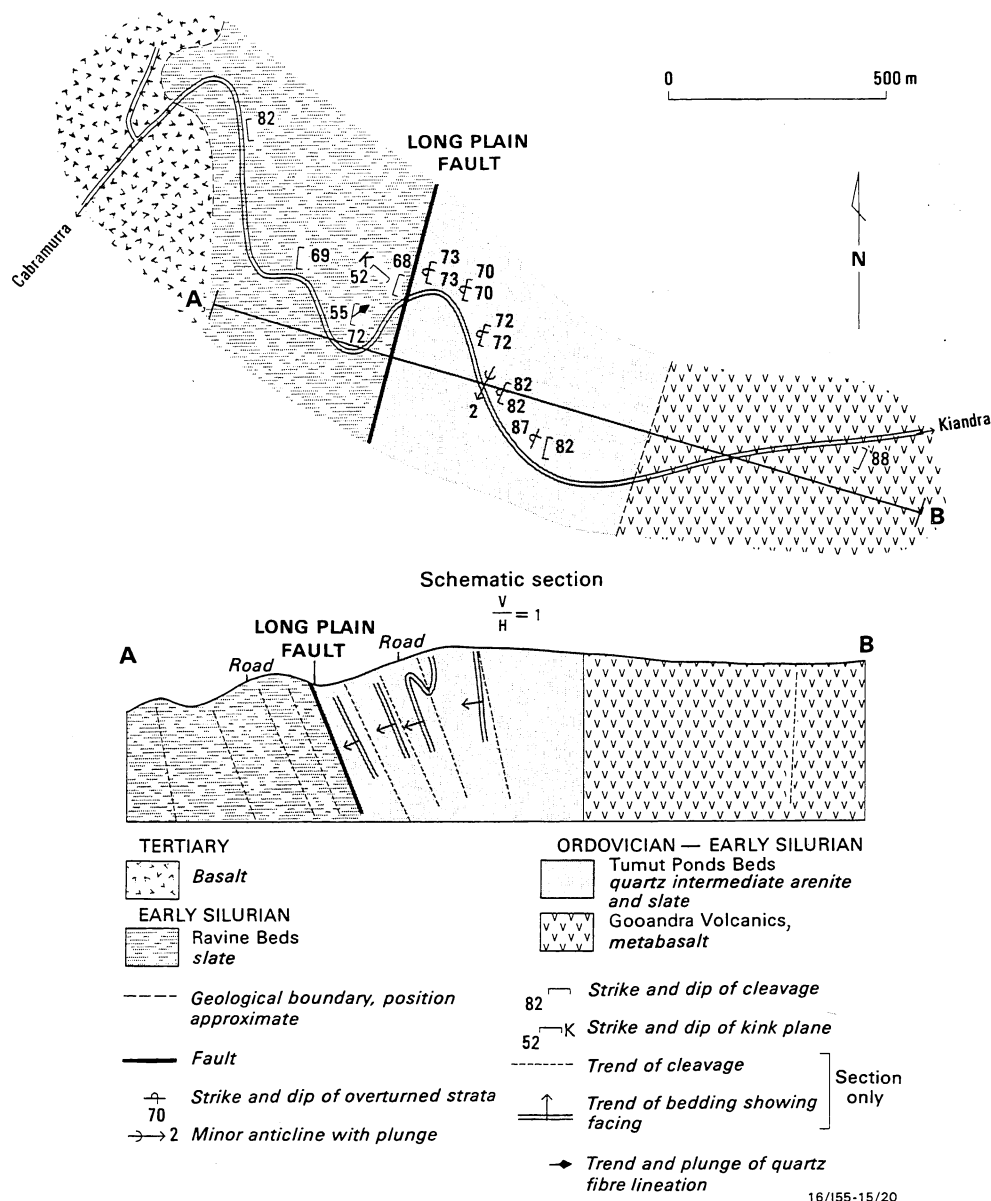 0 500 m
LONG PLAIN
FAULT
82
Cabramurra
N
69
K
52
68
73
73
70
70
A
55
72
72
72
82
82
2
87
82
Kiandra
88
B
Schematic section
V
H = 1
LONG PLAIN
FAULT
Road
Road
A
B
TERTIARY
Basalt
EARLY SILURIAN
Ravine Beds
slate
Geological boundary, position
approximate
Fault
70
Strike and dip of overturned strata
2 Minor anticline with plunge
ORDOVICIAN — EARLY SILURIAN
Tumut Ponds Beds
quartz intermediate arenite
and slate
Gooandra Volcanics,
metabasalt
82
Strike and dip of cleavage
52 K Strike and dip of kink plane
Trend of cleavage
Trend of bedding showing
facing
Section
only
Trend and plunge of quartz
fibre lineation
16/I55-15/20